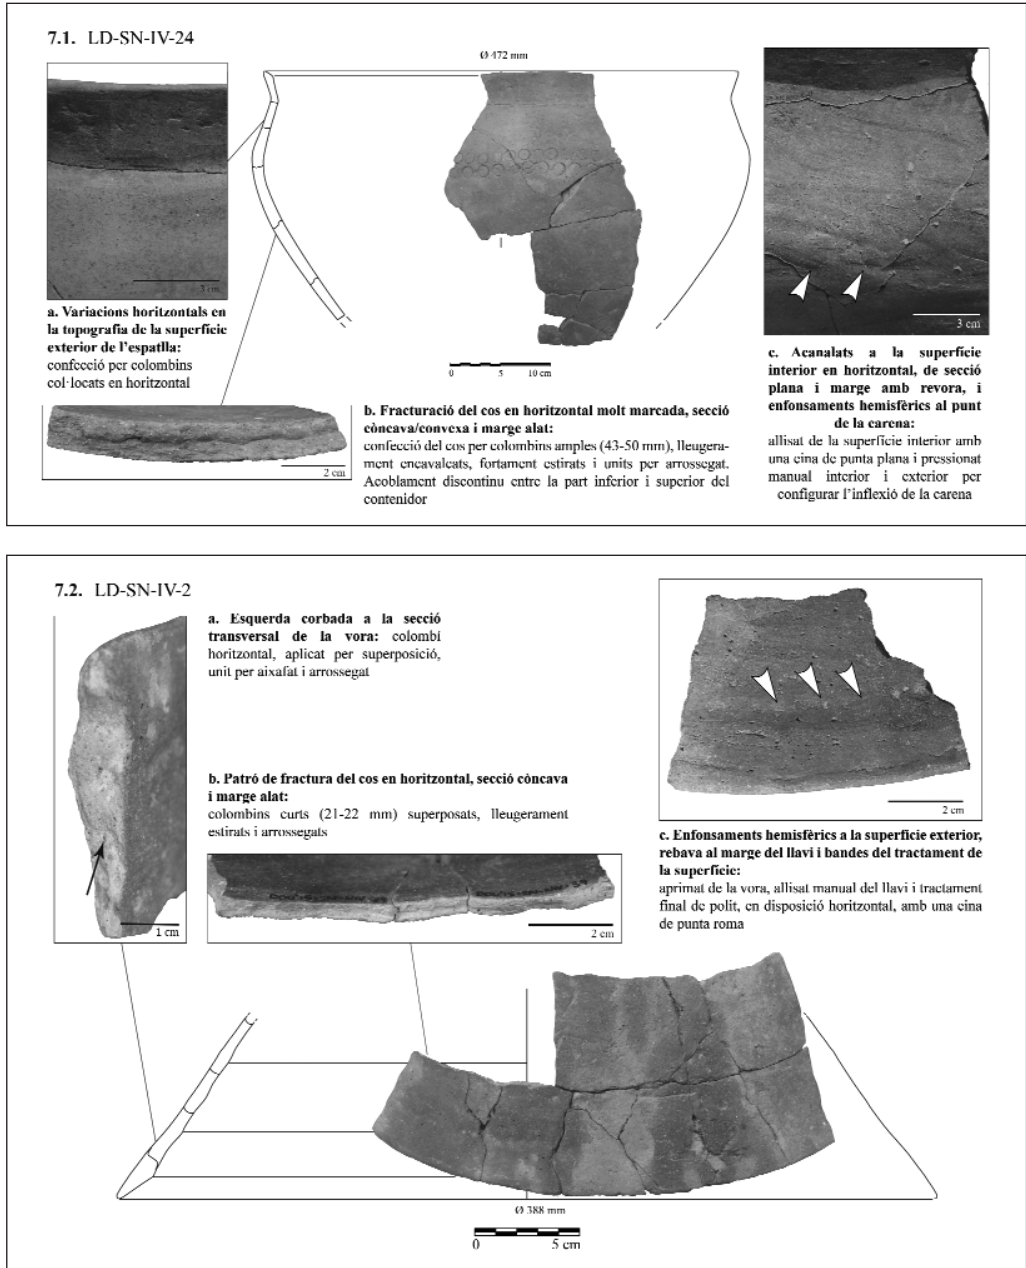 7.1. LD-SN-IV-24
Ø 472 mm
3 cm
a. Variacions horitzontals en
la topografia de la superfície
exterior de l'espatlla:
confecció per colombins
col·locats en horitzontal
0 5 10 cm
2 cm
b. Fracturació del cos en horitzontal molt marcada, secció
còncava/convexa i marge alat:
confecció del cos per colombins amples (43-50 mm), lleugera-
ment encavalcats, fortament estirats i units per arrossegat.
Acoblament discontinu entre la part inferior i superior del
contenidor
3 cm
c. Acanalats a la superfície
interior en horitzontal, de secció
plana i marge amb revora, i
enfonsaments hemisfèrics al punt
de la carena:
allisat de la superfície interior amb
una eina de punta plana i pressionat
manual interior i exterior per
configurar l'inflexió de la carena
7.2. LD-SN-IV-2
1 cm
a. Esquerda corbada a la secció
transversal de la vora: colombí
horitzontal, aplicat per superposició,
unit per aixafat i arrossegat
b. Patró de fractura del cos en horitzontal, secció còncava
i marge alat:
colombins curts (21-22 mm) superposats, lleugerament
estirats i arrossegats
2 cm
2 cm
c. Enfonsaments hemisfèrics a la superfície exterior,
rebava al marge del llavi i bandes del tractament de
la superfície:
aprimat de la vora, allisat manual del llavi i tractament
final de polit, en disposició horitzontal, amb una eina
de punta roma
Ø 388 mm
0 5 cm